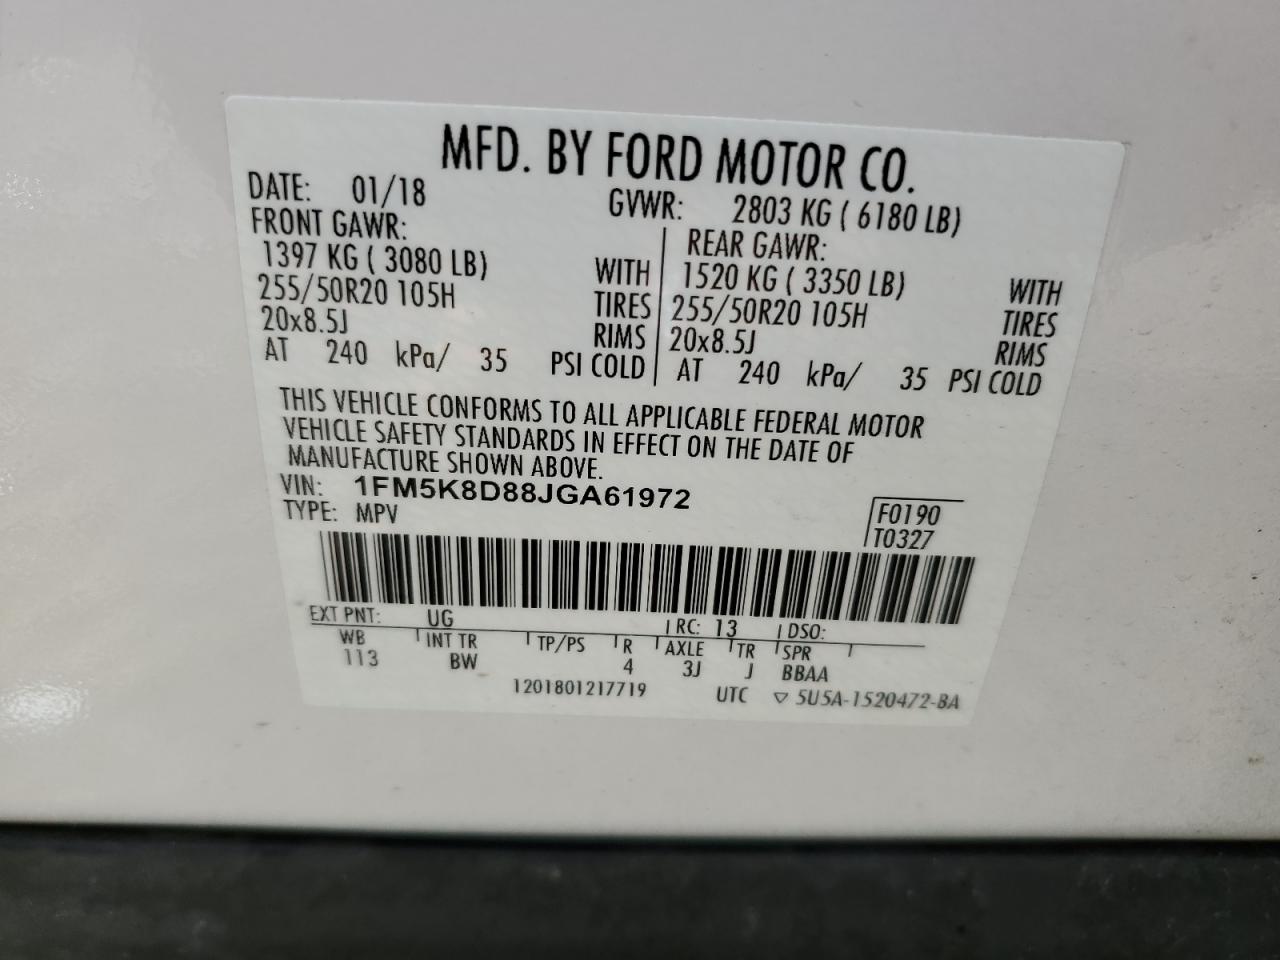 MFD. BY FORD MOTOR CO.
DATE: 01/18 GVWR: 2803 KG ( 6180 LB)
FRONT GAWR: REAR GAWR:
1397 KG ( 3080 LB) WITH 1520 KG ( 3350 LB) WITH
255/50R20 105H TIRES 255/50R20 105H TIRES
20x8.5J RIMS 20x8.5J RIMS
AT 240 kPa/ 35 PSI COLD AT 240 kPa/ 35 PSI COLD
THIS VEHICLE CONFORMS TO ALL APPLICABLE FEDERAL MOTOR
VEHICLE SAFETY STANDARDS IN EFFECT ON THE DATE OF
MANUFACTURE SHOWN ABOVE.
VIN: 1FM5K8D88JGA61972
TYPE: MPV
F0190
T0327
EXT PNT: UG RC: 13 DSO:
WB INT TR TP/PS R AXLE TR SPR
113 BW 4 3J J BBAA
1201801217719 UTC ▽ 5U5A-1520472-BA